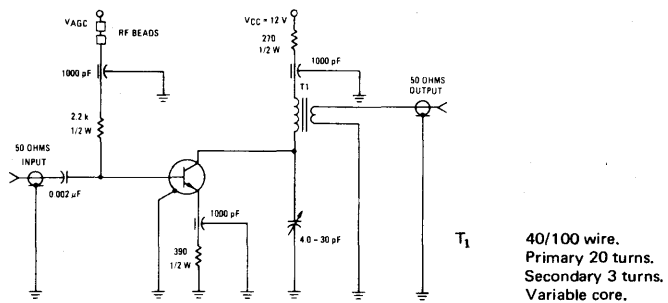 VAGC
RF BEADS
1000 pF
2.2 k
1/2 W
50 OHMS
INPUT
0.002 µF
VCC = 12 V
270
1/2 W
1000 pF
T1
50 OHMS
OUTPUT
1000 pF
390
1/2 W
4.0 – 30 pF
T1
40/100 wire.
Primary 20 turns.
Secondary 3 turns.
Variable core.